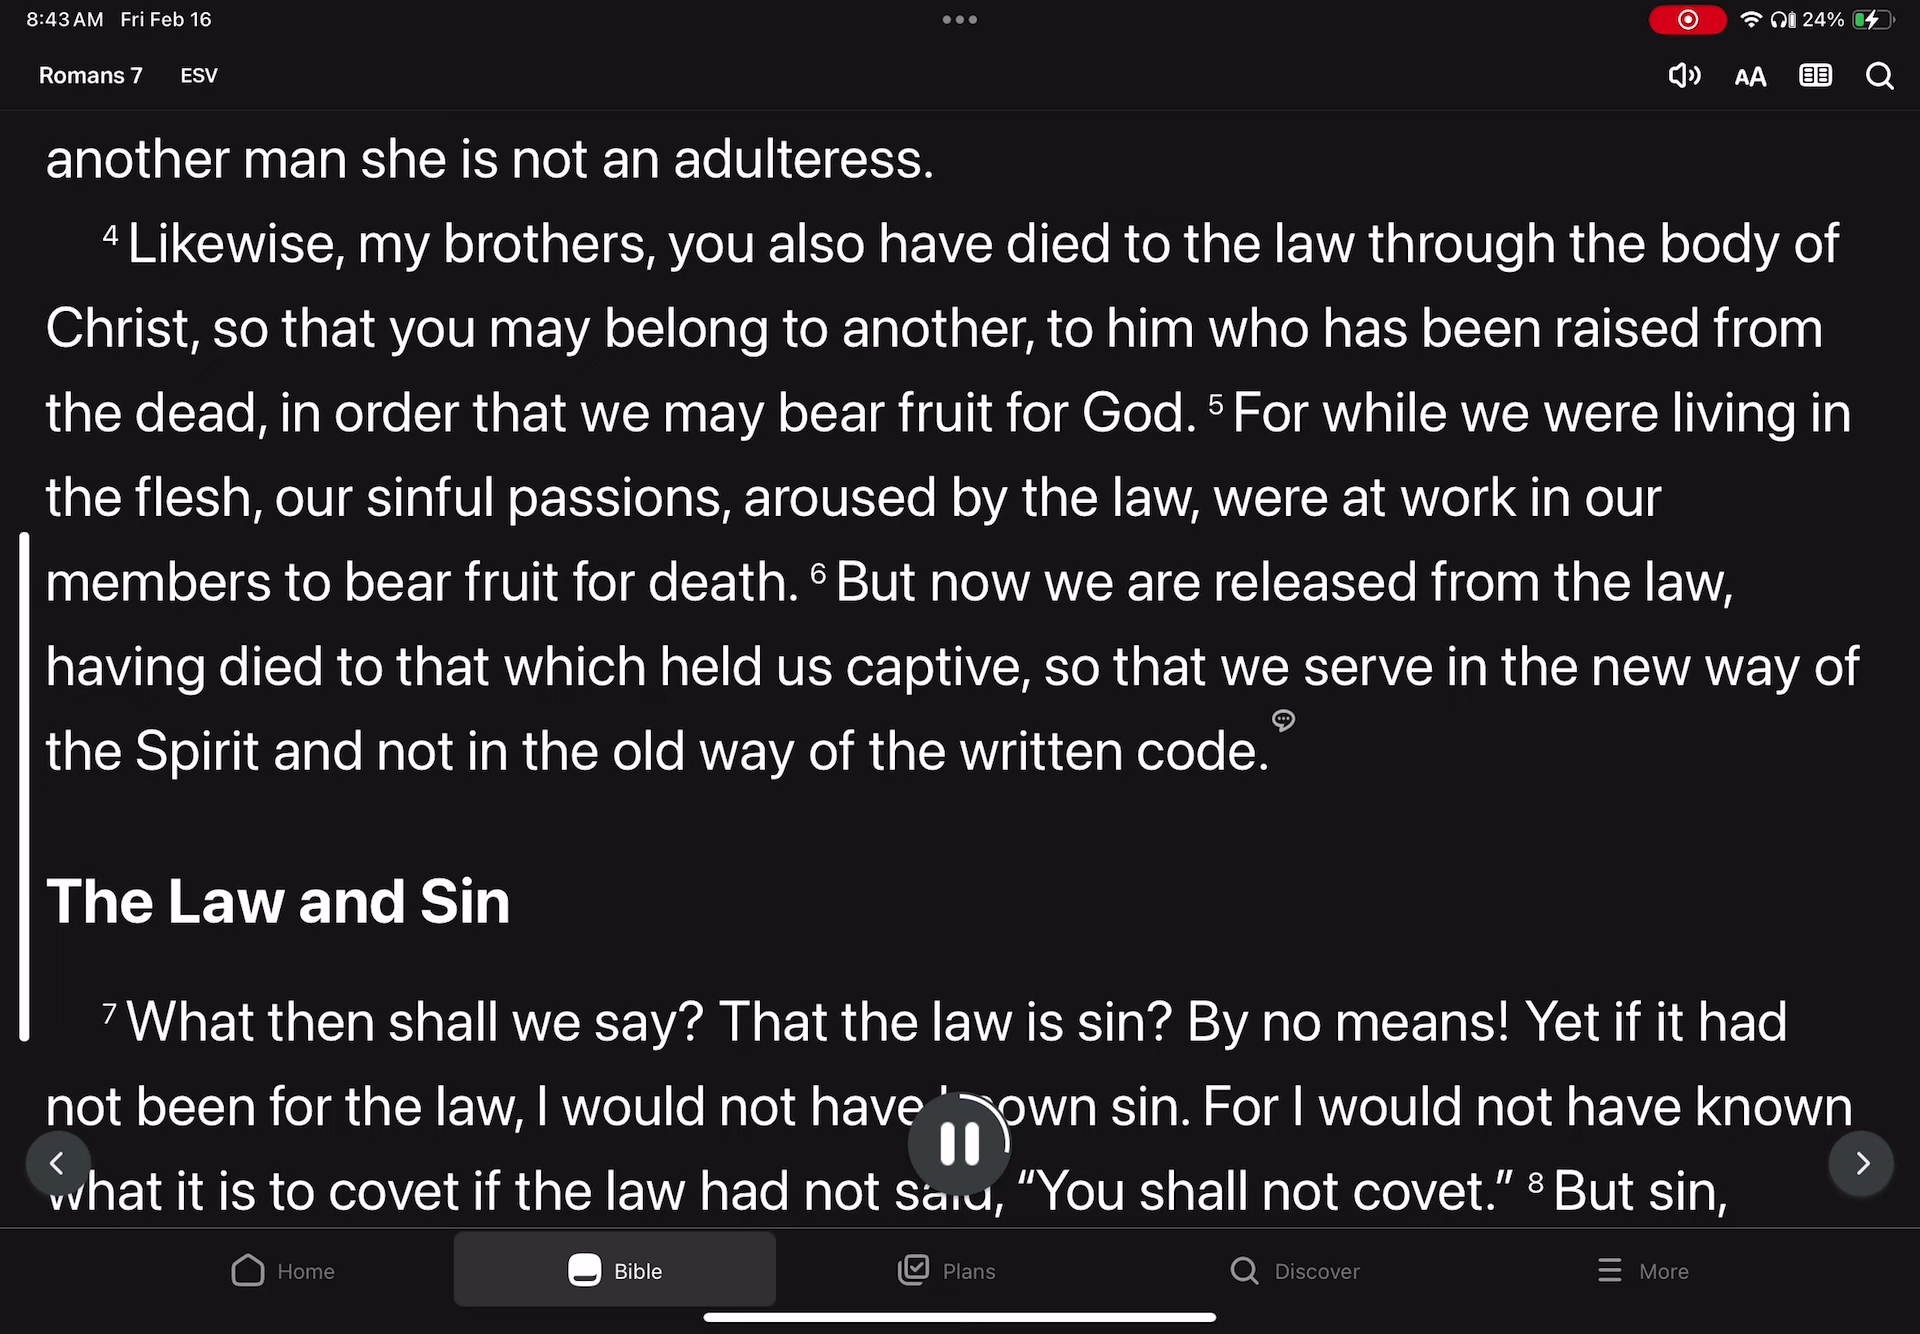 8:43 AM Fri Feb 16
24%
Romans 7 ESV
AA
another man she is not an adulteress.
4 Likewise, my brothers, you also have died to the law through the body of
Christ, so that you may belong to another, to him who has been raised from
the dead, in order that we may bear fruit for God. 5 For while we were living in
the flesh, our sinful passions, aroused by the law, were at work in our
members to bear fruit for death. 6 But now we are released from the law,
having died to that which held us captive, so that we serve in the new way of
the Spirit and not in the old way of the written code.
The Law and Sin
7 What then shall we say? That the law is sin? By no means! Yet if it had
not been for the law, I would not have known sin. For I would not have known
what it is to covet if the law had not said, “You shall not covet.” 8 But sin,
Home Bible Plans Discover More